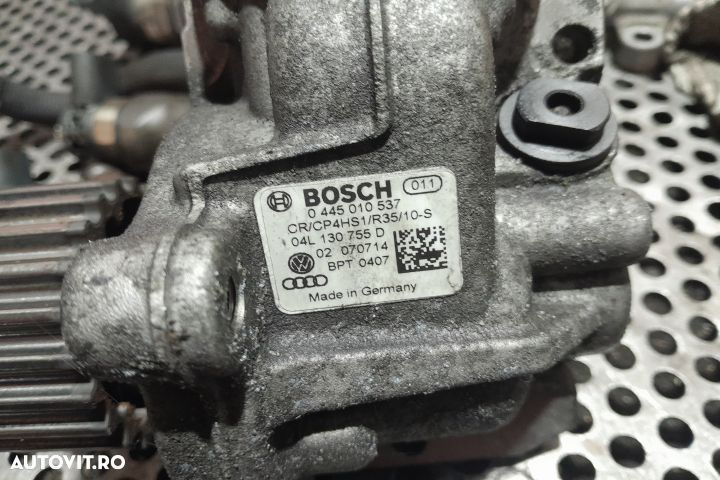 BOSCH 011
0 445 010 537
CR/CP4HS1/R35/10-S
04L 130 755 D
02 070714
BPT 0407
Made in Germany
AUTOVIT.RO